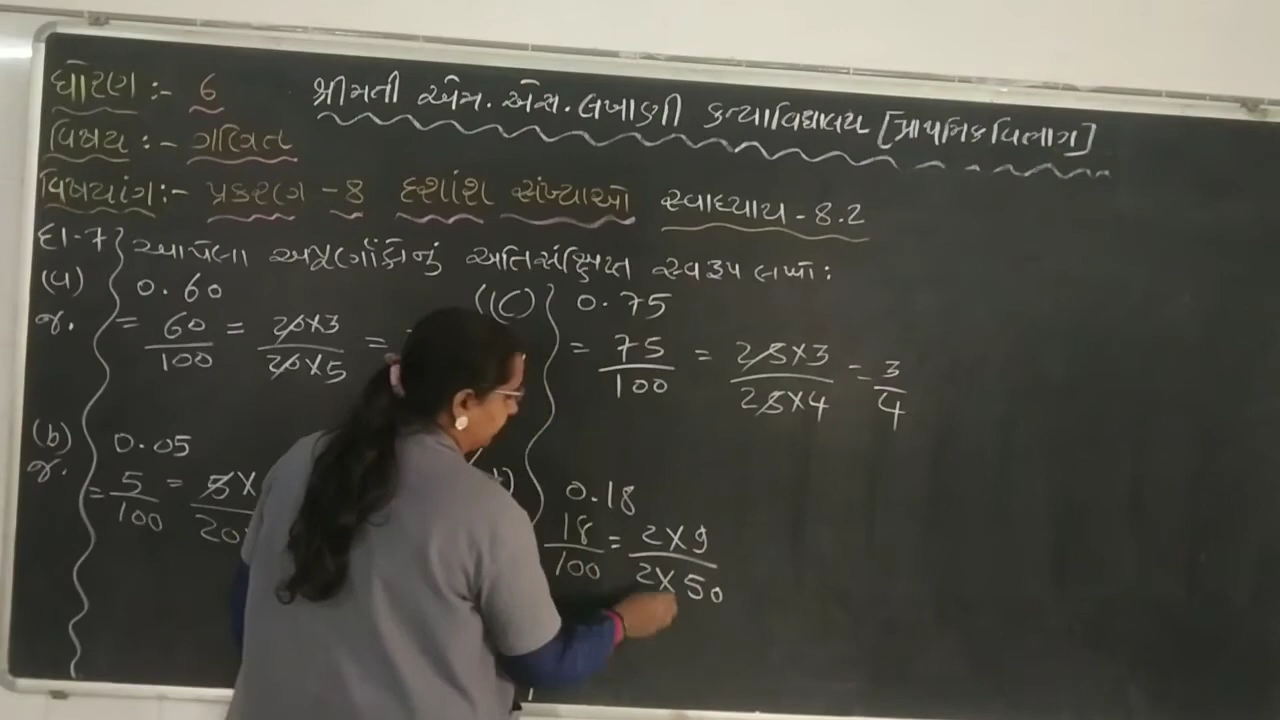 ધોરણ :- 6
શ્રીમતી એમ. એસ. લખાણી કન્યાવિદ્યાલય [માધ્યમિક વિભાગ]
વિષય :- ગણિત
વિષયાંગ :- પ્રકરણ - 8 દશાંશ સંખ્યાઓ સ્વાધ્યાય - 8.2
દા-7 આપેલા અપૂર્ણાંકોનું અતિસંક્ષિપ્ત સ્વરૂપ લખો :
(a) 0.60
જ. = 60/100 = 20×3/20×5 =
(b) 0.05
જ. = 5/100 = 5×/20
(C) 0.75
= 75/100 = 25×3/25×4 = 3/4
0.18
18/100 = 2×9/2×50